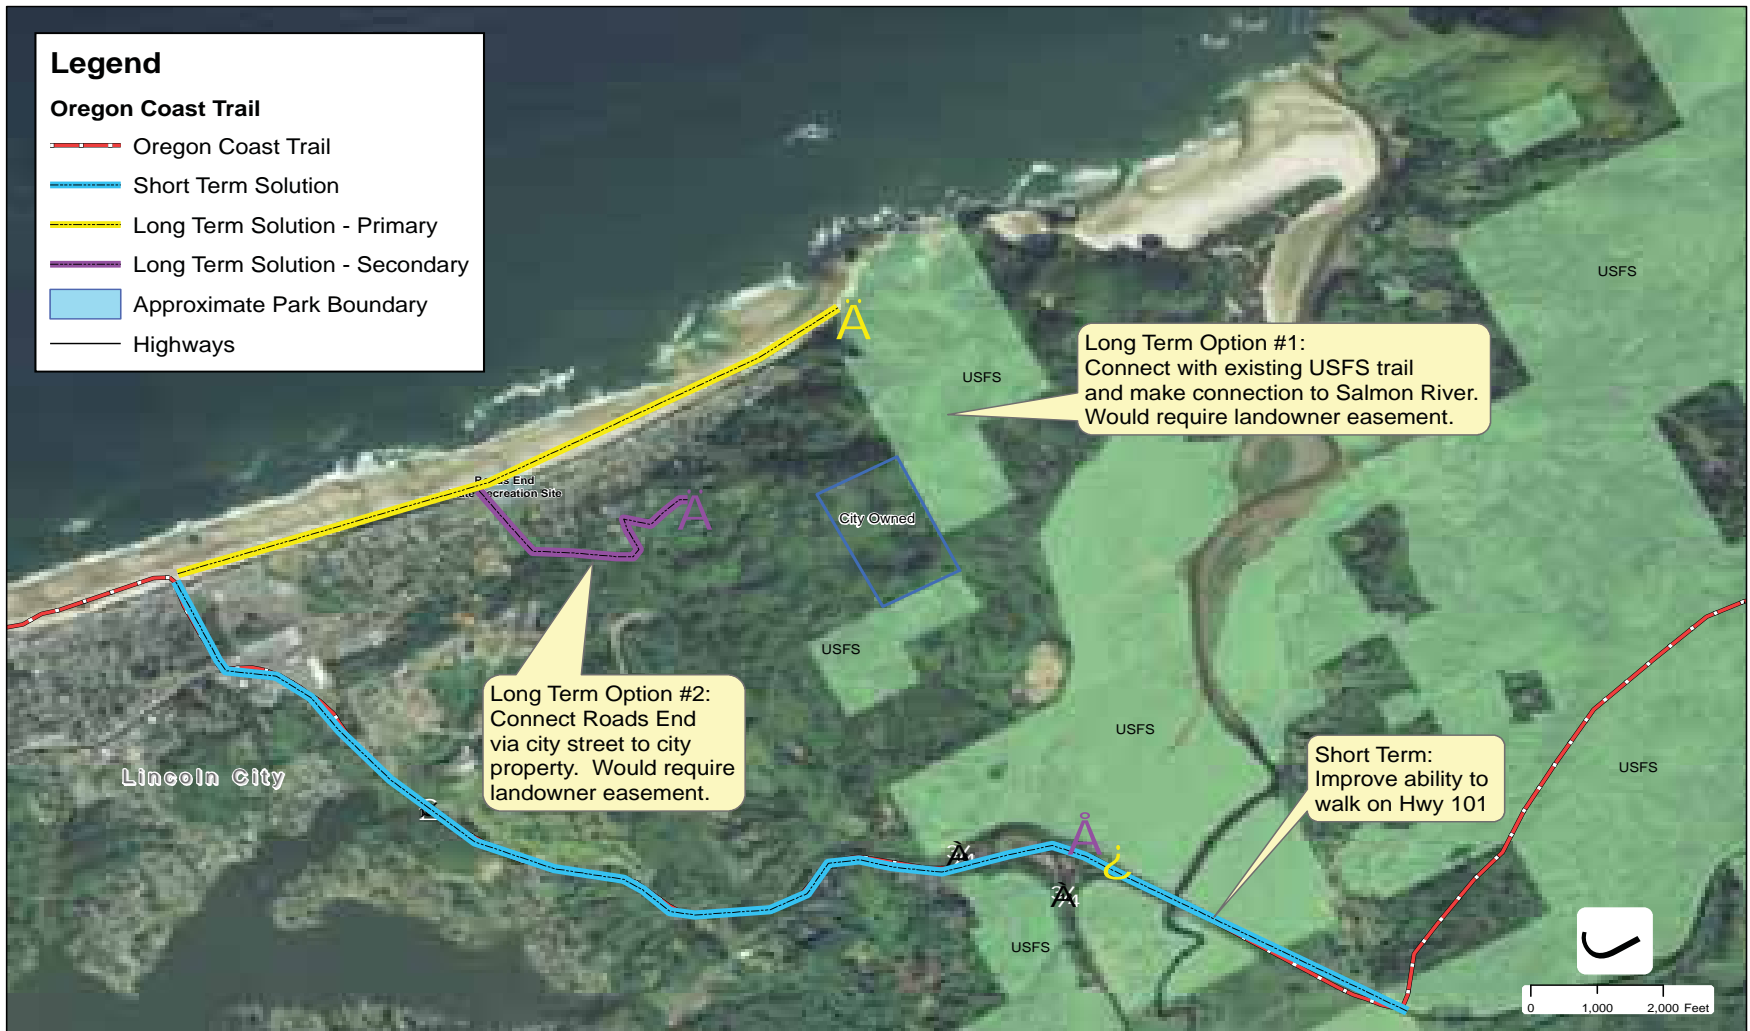 Legend
Oregon Coast Trail
Oregon Coast Trail
Short Term Solution
Long Term Solution - Primary
Long Term Solution - Secondary
Approximate Park Boundary
Highways
Ä
USFS
Long Term Option #1:
Connect with existing USFS trail
and make connection to Salmon River.
Would require landowner easement.
USFS
End
Recreation Site
Ä
City Owned
USFS
Long Term Option #2:
Connect Roads End
via city street to city
property. Would require
landowner easement.
Lincoln City
USFS
Short Term:
Improve ability to
walk on Hwy 101
USFS
Å
¿
USFS
0 1,000 2,000 Feet